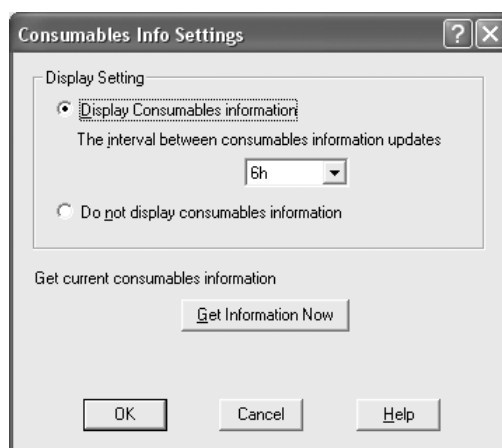 Consumables Info Settings
Display Setting
Display Consumables information
The interval between consumables information updates
6h
Do not display consumables information
Get current consumables information
Get Information Now
OK Cancel Help